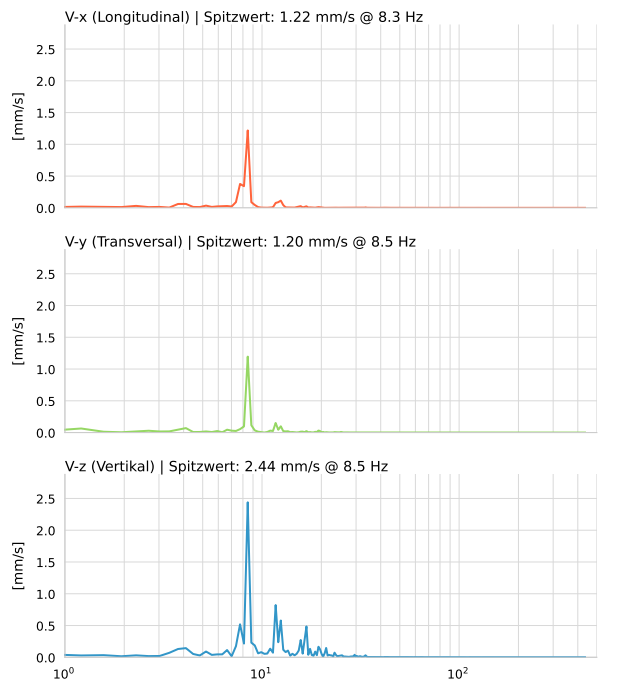 V-x (Longitudinal) | Spitzwert: 1.22 mm/s @ 8.3 Hz
2.5
2.0
1.5
1.0
0.5
0.0
[mm/s]
V-y (Transversal) | Spitzwert: 1.20 mm/s @ 8.5 Hz
2.5
2.0
1.5
1.0
0.5
0.0
[mm/s]
V-z (Vertikal) | Spitzwert: 2.44 mm/s @ 8.5 Hz
2.5
2.0
1.5
1.0
0.5
0.0
[mm/s]
10⁰ 10¹ 10²